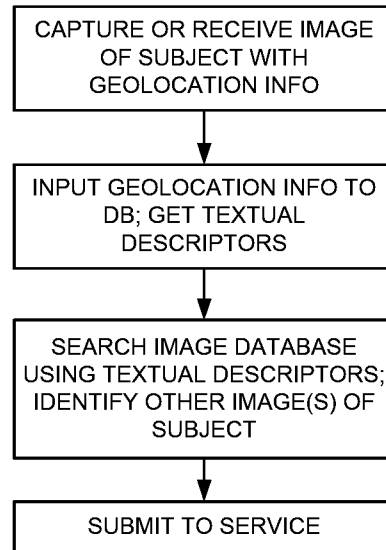 CAPTURE OR RECEIVE IMAGE
OF SUBJECT WITH
GEOLOCATION INFO
INPUT GEOLOCATION INFO TO
DB; GET TEXTUAL
DESCRIPTORS
SEARCH IMAGE DATABASE
USING TEXTUAL DESCRIPTORS;
IDENTIFY OTHER IMAGE(S) OF
SUBJECT
SUBMIT TO SERVICE